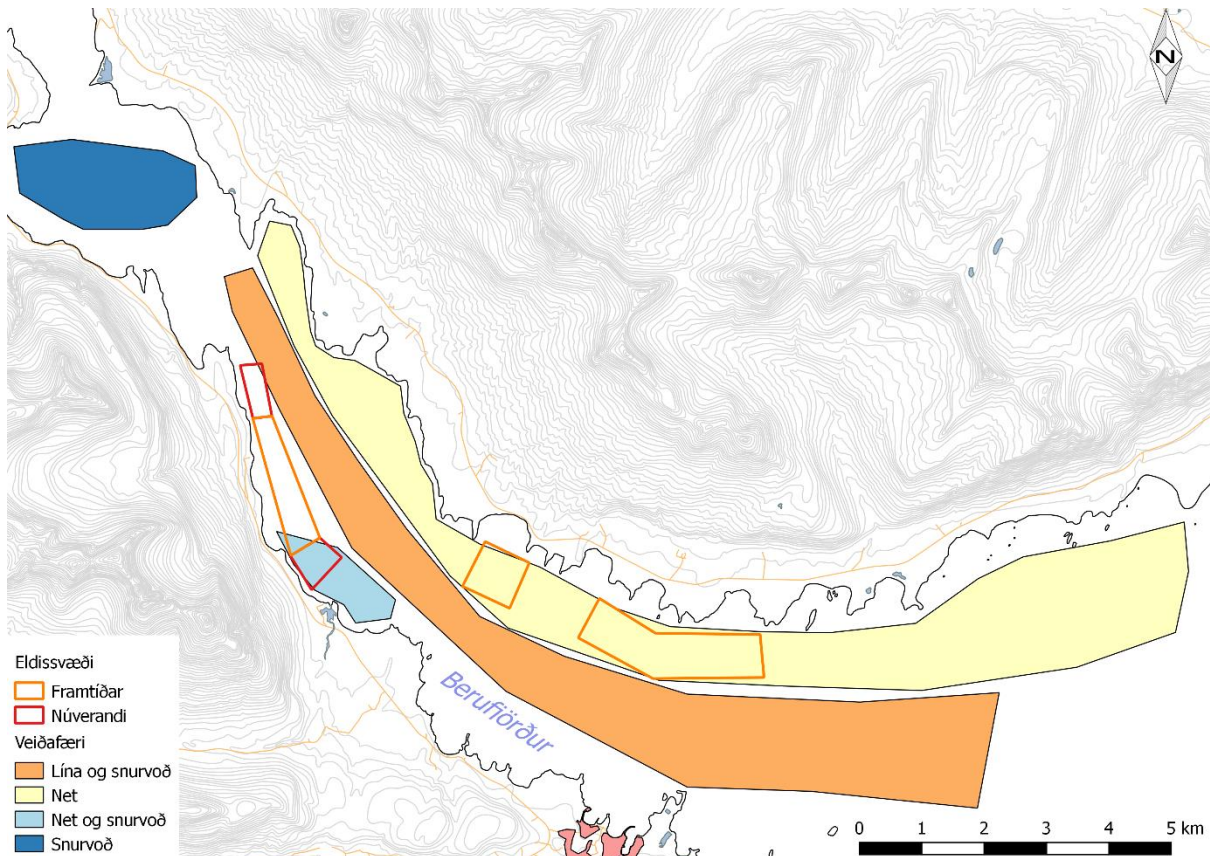 N
Berufjörður
Eldissvæði
Framtíðar
Núverandi
Veiðafæri
Lína og snurvoð
Net
Net og snurvoð
Snurvoð
0 1 2 3 4 5 km